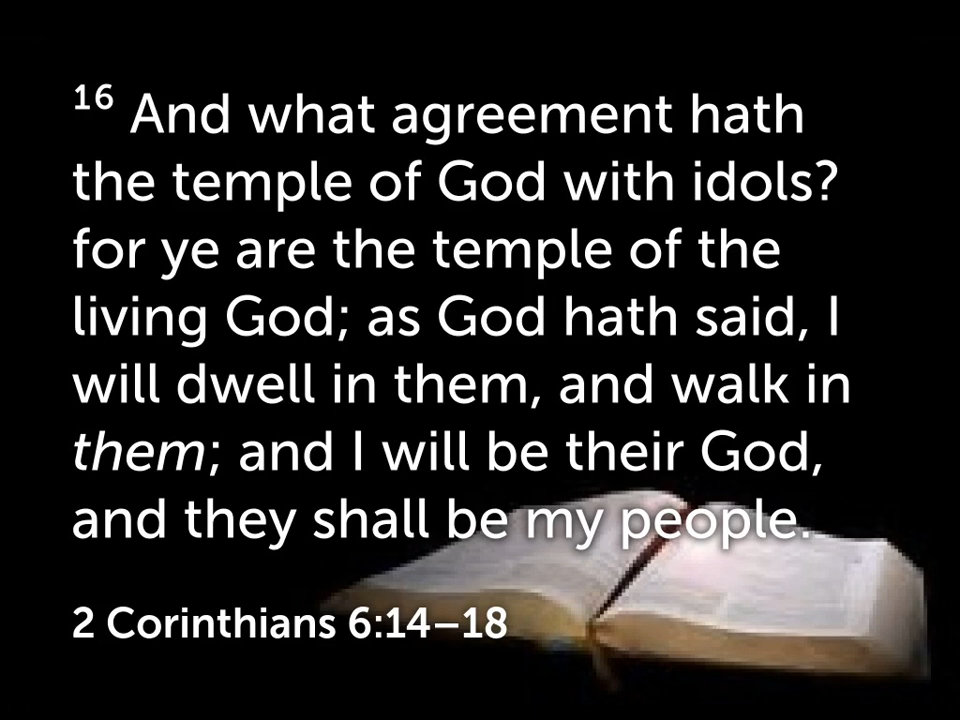 16 And what agreement hath
the temple of God with idols?
for ye are the temple of the
living God; as God hath said, I
will dwell in them, and walk in
them; and I will be their God,
and they shall be my people.
2 Corinthians 6:14–18